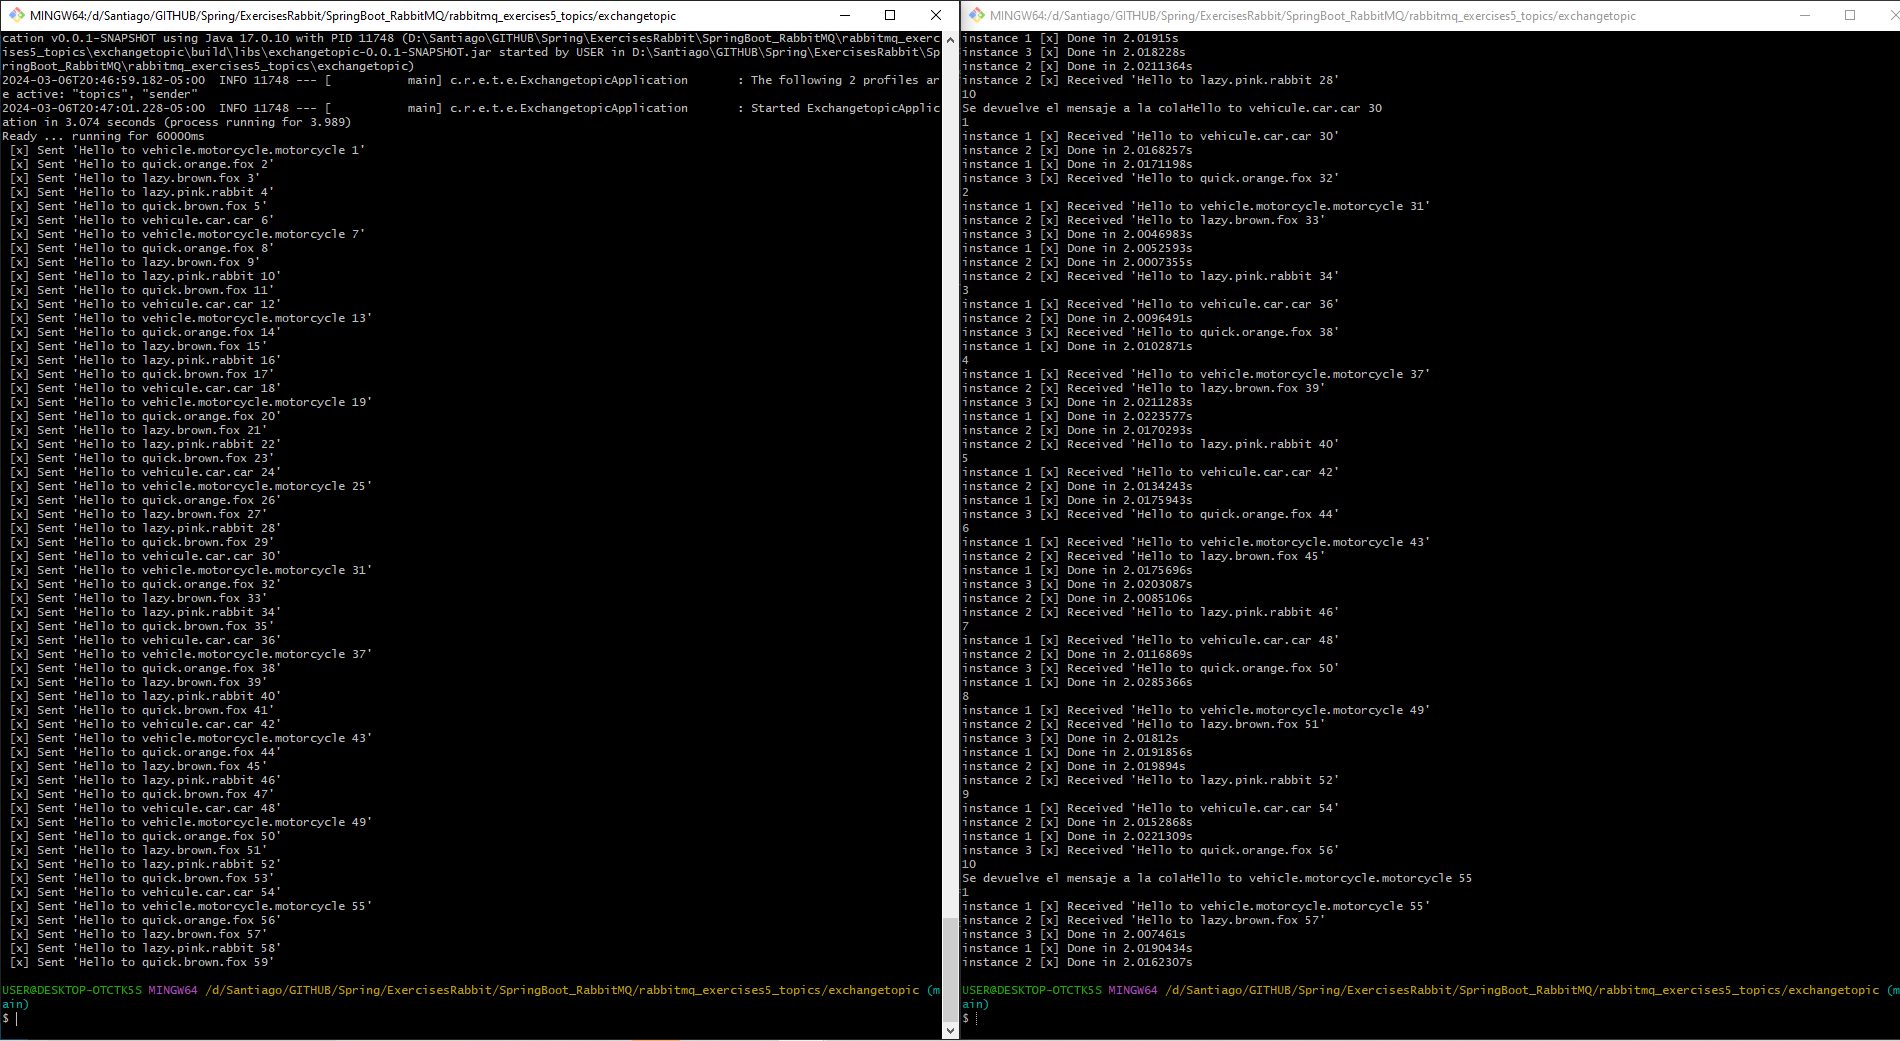 MINGW64:/d/Santiago/GITHUB/Spring/ExercisesRabbit/SpringBoot_RabbitMQ/rabbitmq_exercises5_topics/exchangetopic
cation v0.0.1-SNAPSHOT using Java 17.0.10 with PID 11748 (D:\Santiago\GITHUB\Spring\ExercisesRabbit\SpringBoot_RabbitMQ\rabbitmq_exerc
ises5_topics\exchangetopic\build\libs\exchangetopic-0.0.1-SNAPSHOT.jar started by USER in D:\Santiago\GITHUB\Spring\ExercisesRabbit\Sp
ringBoot_RabbitMQ\rabbitmq_exercises5_topics\exchangetopic)
2024-03-06T20:46:59.182-05:00  INFO 11748 --- [           main] c.r.e.t.e.ExchangetopicApplication       : The following 2 profiles ar
e active: "topics", "sender"
2024-03-06T20:47:01.228-05:00  INFO 11748 --- [           main] c.r.e.t.e.ExchangetopicApplication       : Started ExchangetopicApplic
ation in 3.074 seconds (process running for 3.989)
Ready ... running for 60000ms
[x] Sent 'Hello to vehicle.motorcycle.motorcycle 1'
[x] Sent 'Hello to quick.orange.fox 2'
[x] Sent 'Hello to lazy.brown.fox 3'
[x] Sent 'Hello to lazy.pink.rabbit 4'
[x] Sent 'Hello to quick.brown.fox 5'
[x] Sent 'Hello to vehicule.car.car 6'
[x] Sent 'Hello to vehicle.motorcycle.motorcycle 7'
[x] Sent 'Hello to quick.orange.fox 8'
[x] Sent 'Hello to lazy.brown.fox 9'
[x] Sent 'Hello to lazy.pink.rabbit 10'
[x] Sent 'Hello to quick.brown.fox 11'
[x] Sent 'Hello to vehicule.car.car 12'
[x] Sent 'Hello to vehicle.motorcycle.motorcycle 13'
[x] Sent 'Hello to quick.orange.fox 14'
[x] Sent 'Hello to lazy.brown.fox 15'
[x] Sent 'Hello to lazy.pink.rabbit 16'
[x] Sent 'Hello to quick.brown.fox 17'
[x] Sent 'Hello to vehicule.car.car 18'
[x] Sent 'Hello to vehicle.motorcycle.motorcycle 19'
[x] Sent 'Hello to quick.orange.fox 20'
[x] Sent 'Hello to lazy.brown.fox 21'
[x] Sent 'Hello to lazy.pink.rabbit 22'
[x] Sent 'Hello to quick.brown.fox 23'
[x] Sent 'Hello to vehicule.car.car 24'
[x] Sent 'Hello to vehicle.motorcycle.motorcycle 25'
[x] Sent 'Hello to quick.orange.fox 26'
[x] Sent 'Hello to lazy.brown.fox 27'
[x] Sent 'Hello to lazy.pink.rabbit 28'
[x] Sent 'Hello to quick.brown.fox 29'
[x] Sent 'Hello to vehicule.car.car 30'
[x] Sent 'Hello to vehicle.motorcycle.motorcycle 31'
[x] Sent 'Hello to quick.orange.fox 32'
[x] Sent 'Hello to lazy.brown.fox 33'
[x] Sent 'Hello to lazy.pink.rabbit 34'
[x] Sent 'Hello to quick.brown.fox 35'
[x] Sent 'Hello to vehicule.car.car 36'
[x] Sent 'Hello to vehicle.motorcycle.motorcycle 37'
[x] Sent 'Hello to quick.orange.fox 38'
[x] Sent 'Hello to lazy.brown.fox 39'
[x] Sent 'Hello to lazy.pink.rabbit 40'
[x] Sent 'Hello to quick.brown.fox 41'
[x] Sent 'Hello to vehicule.car.car 42'
[x] Sent 'Hello to vehicle.motorcycle.motorcycle 43'
[x] Sent 'Hello to quick.orange.fox 44'
[x] Sent 'Hello to lazy.brown.fox 45'
[x] Sent 'Hello to lazy.pink.rabbit 46'
[x] Sent 'Hello to quick.brown.fox 47'
[x] Sent 'Hello to vehicule.car.car 48'
[x] Sent 'Hello to vehicle.motorcycle.motorcycle 49'
[x] Sent 'Hello to quick.orange.fox 50'
[x] Sent 'Hello to lazy.brown.fox 51'
[x] Sent 'Hello to lazy.pink.rabbit 52'
[x] Sent 'Hello to quick.brown.fox 53'
[x] Sent 'Hello to vehicule.car.car 54'
[x] Sent 'Hello to vehicle.motorcycle.motorcycle 55'
[x] Sent 'Hello to quick.orange.fox 56'
[x] Sent 'Hello to lazy.brown.fox 57'
[x] Sent 'Hello to lazy.pink.rabbit 58'
[x] Sent 'Hello to quick.brown.fox 59'
USER@DESKTOP-OTCTK5S MINGW64 /d/Santiago/GITHUB/Spring/ExercisesRabbit/SpringBoot_RabbitMQ/rabbitmq_exercises5_topics/exchangetopic (m
ain)
$
MINGW64:/d/Santiago/GITHUB/Spring/ExercisesRabbit/SpringBoot_RabbitMQ/rabbitmq_exercises5_topics/exchangetopic
instance 1 [x] Done in 2.01915s
instance 3 [x] Done in 2.018228s
instance 2 [x] Done in 2.0211364s
instance 2 [x] Received 'Hello to lazy.pink.rabbit 28'
10
Se devuelve el mensaje a la colaHello to vehicule.car.car 30
1
instance 1 [x] Received 'Hello to vehicule.car.car 30'
instance 2 [x] Done in 2.0168257s
instance 1 [x] Done in 2.0171198s
instance 3 [x] Received 'Hello to quick.orange.fox 32'
2
instance 1 [x] Received 'Hello to vehicle.motorcycle.motorcycle 31'
instance 2 [x] Received 'Hello to lazy.brown.fox 33'
instance 3 [x] Done in 2.0046983s
instance 1 [x] Done in 2.0052593s
instance 2 [x] Done in 2.0007355s
instance 2 [x] Received 'Hello to lazy.pink.rabbit 34'
3
instance 1 [x] Received 'Hello to vehicule.car.car 36'
instance 2 [x] Done in 2.0096491s
instance 3 [x] Received 'Hello to quick.orange.fox 38'
instance 1 [x] Done in 2.0102871s
4
instance 1 [x] Received 'Hello to vehicle.motorcycle.motorcycle 37'
instance 2 [x] Received 'Hello to lazy.brown.fox 39'
instance 3 [x] Done in 2.0211283s
instance 1 [x] Done in 2.0223577s
instance 2 [x] Done in 2.0170293s
instance 2 [x] Received 'Hello to lazy.pink.rabbit 40'
5
instance 1 [x] Received 'Hello to vehicule.car.car 42'
instance 2 [x] Done in 2.0134243s
instance 1 [x] Done in 2.0175943s
instance 3 [x] Received 'Hello to quick.orange.fox 44'
6
instance 1 [x] Received 'Hello to vehicle.motorcycle.motorcycle 43'
instance 2 [x] Received 'Hello to lazy.brown.fox 45'
instance 1 [x] Done in 2.0175696s
instance 3 [x] Done in 2.0203087s
instance 2 [x] Done in 2.0085106s
instance 2 [x] Received 'Hello to lazy.pink.rabbit 46'
7
instance 1 [x] Received 'Hello to vehicule.car.car 48'
instance 2 [x] Done in 2.0116869s
instance 3 [x] Received 'Hello to quick.orange.fox 50'
instance 1 [x] Done in 2.0285366s
8
instance 1 [x] Received 'Hello to vehicle.motorcycle.motorcycle 49'
instance 2 [x] Received 'Hello to lazy.brown.fox 51'
instance 3 [x] Done in 2.01812s
instance 1 [x] Done in 2.0191856s
instance 2 [x] Done in 2.019894s
instance 2 [x] Received 'Hello to lazy.pink.rabbit 52'
9
instance 1 [x] Received 'Hello to vehicule.car.car 54'
instance 2 [x] Done in 2.0152868s
instance 1 [x] Done in 2.0221309s
instance 3 [x] Received 'Hello to quick.orange.fox 56'
10
Se devuelve el mensaje a la colaHello to vehicle.motorcycle.motorcycle 55
1
instance 1 [x] Received 'Hello to vehicle.motorcycle.motorcycle 55'
instance 2 [x] Received 'Hello to lazy.brown.fox 57'
instance 3 [x] Done in 2.007461s
instance 1 [x] Done in 2.0190434s
instance 2 [x] Done in 2.0162307s
USER@DESKTOP-OTCTK5S MINGW64 /d/Santiago/GITHUB/Spring/ExercisesRabbit/SpringBoot_RabbitMQ/rabbitmq_exercises5_topics/exchangetopic (m
ain)
$